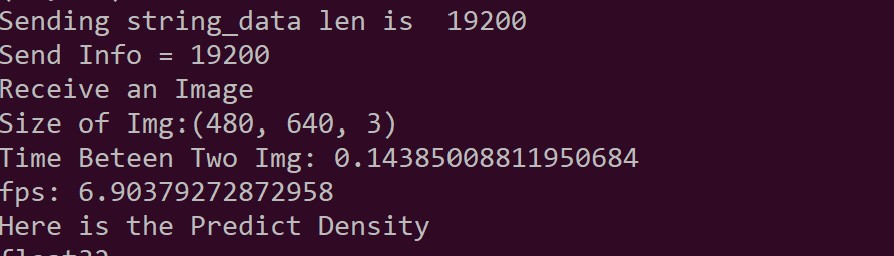 Sending string_data len is  19200
Send Info = 19200
Receive an Image
Size of Img:(480, 640, 3)
Time Beteen Two Img: 0.14385008811950684
fps: 6.90379272872958
Here is the Predict Density
float32